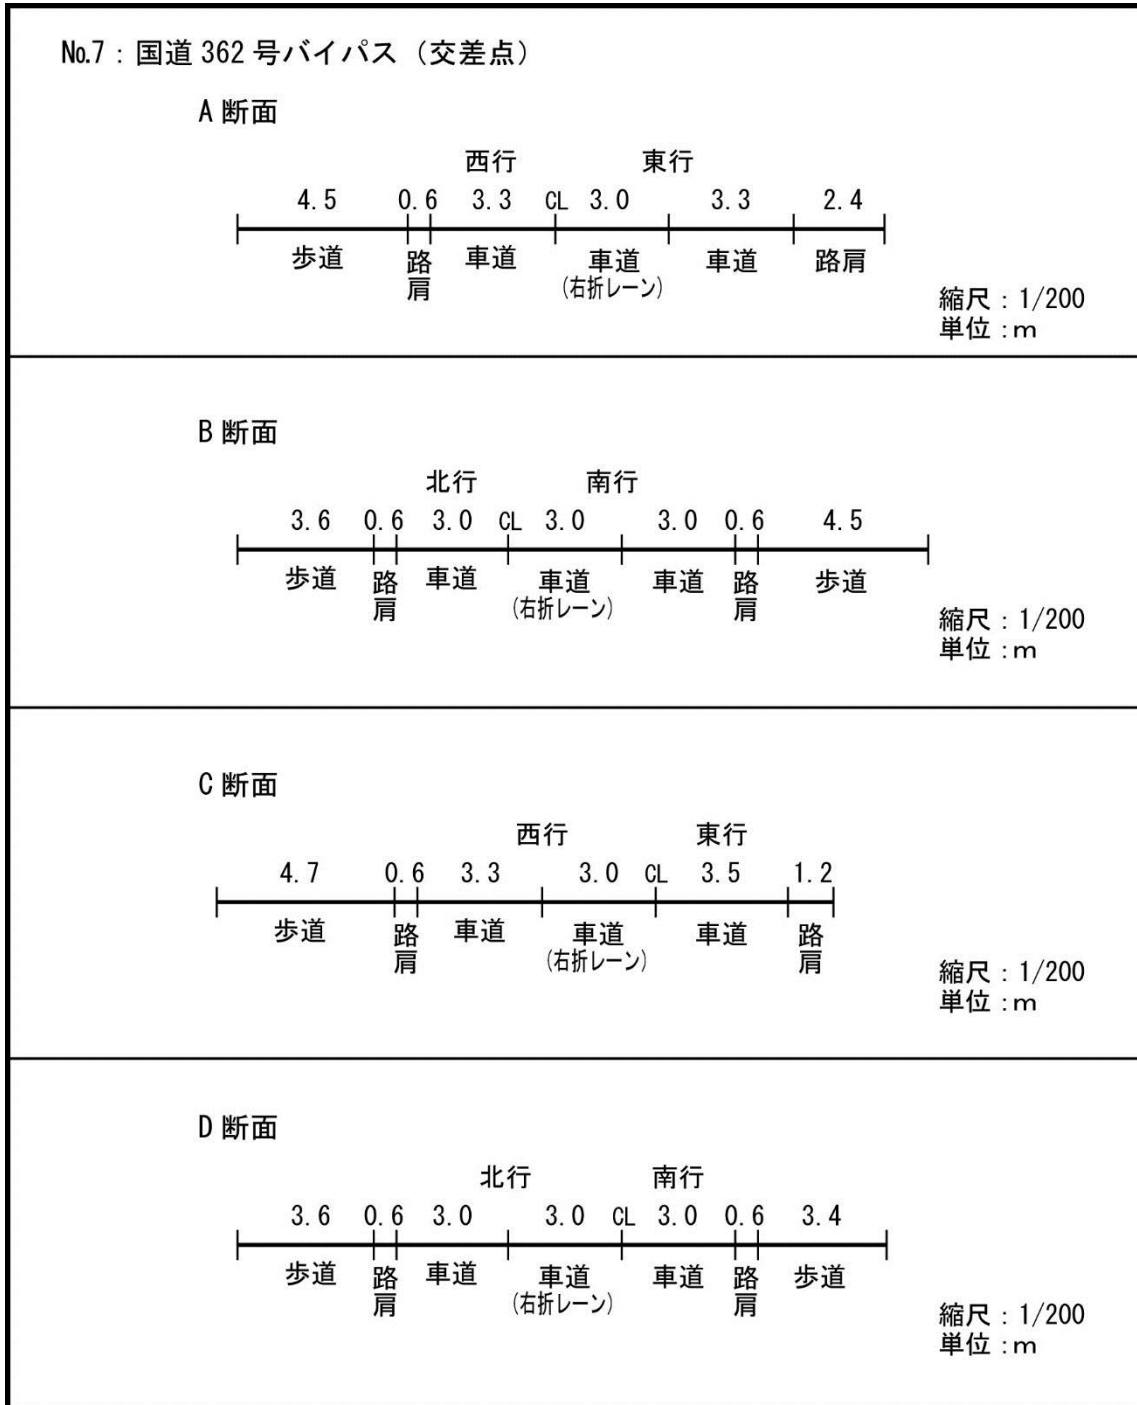 No.7：国道 362 号バイパス（交差点）
A 断面
西行 東行
4.5 0.6 3.3 CL 3.0 3.3 2.4
歩道 路肩 車道 車道 車道 路肩
(右折レーン)
縮尺：1/200
単位：m
B 断面
北行 南行
3.6 0.6 3.0 CL 3.0 3.0 0.6 4.5
歩道 路肩 車道 車道 車道 路肩 歩道
(右折レーン)
縮尺：1/200
単位：m
C 断面
西行 東行
4.7 0.6 3.3 3.0 CL 3.5 1.2
歩道 路肩 車道 車道 車道 路肩
(右折レーン)
縮尺：1/200
単位：m
D 断面
北行 南行
3.6 0.6 3.0 3.0 CL 3.0 0.6 3.4
歩道 路肩 車道 車道 車道 路肩 歩道
(右折レーン)
縮尺：1/200
単位：m